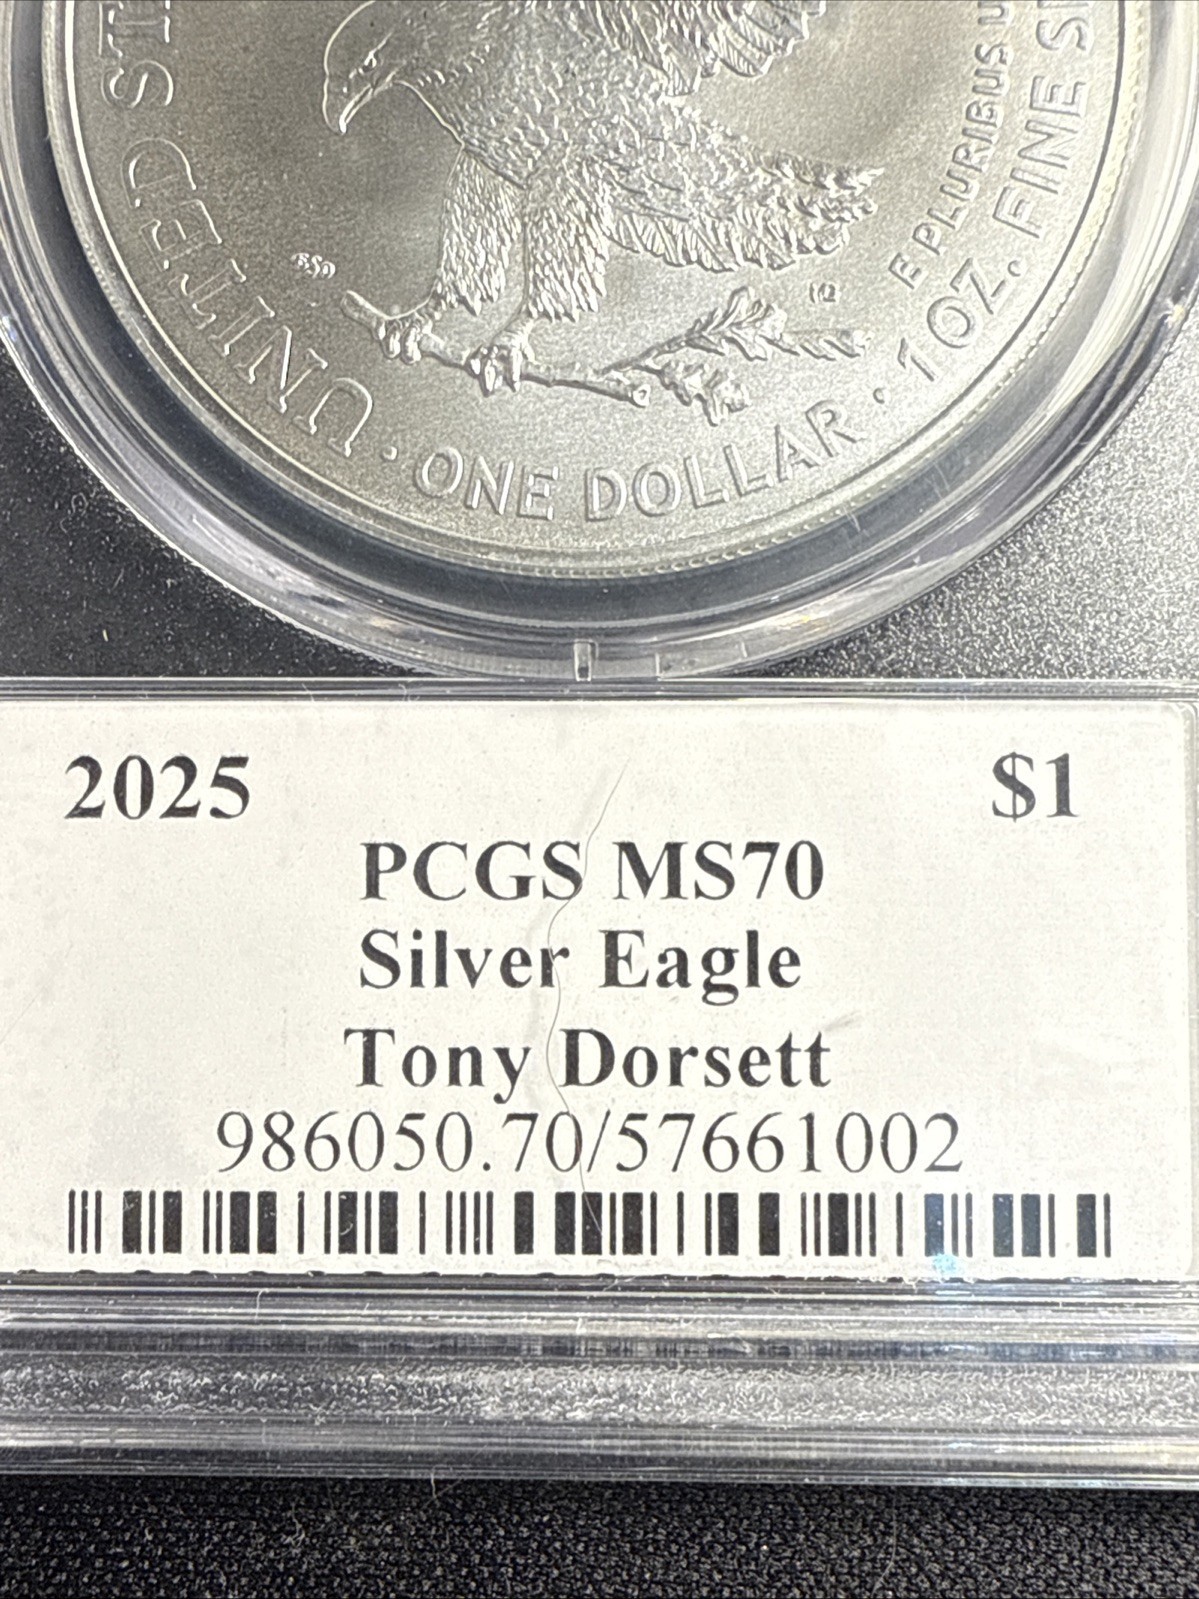 UNITED ST
E PLURIBUS U
· ONE DOLLAR · 1 OZ. FINE SI
2025 $1
PCGS MS70
Silver Eagle
Tony Dorsett
986050.70/57661002